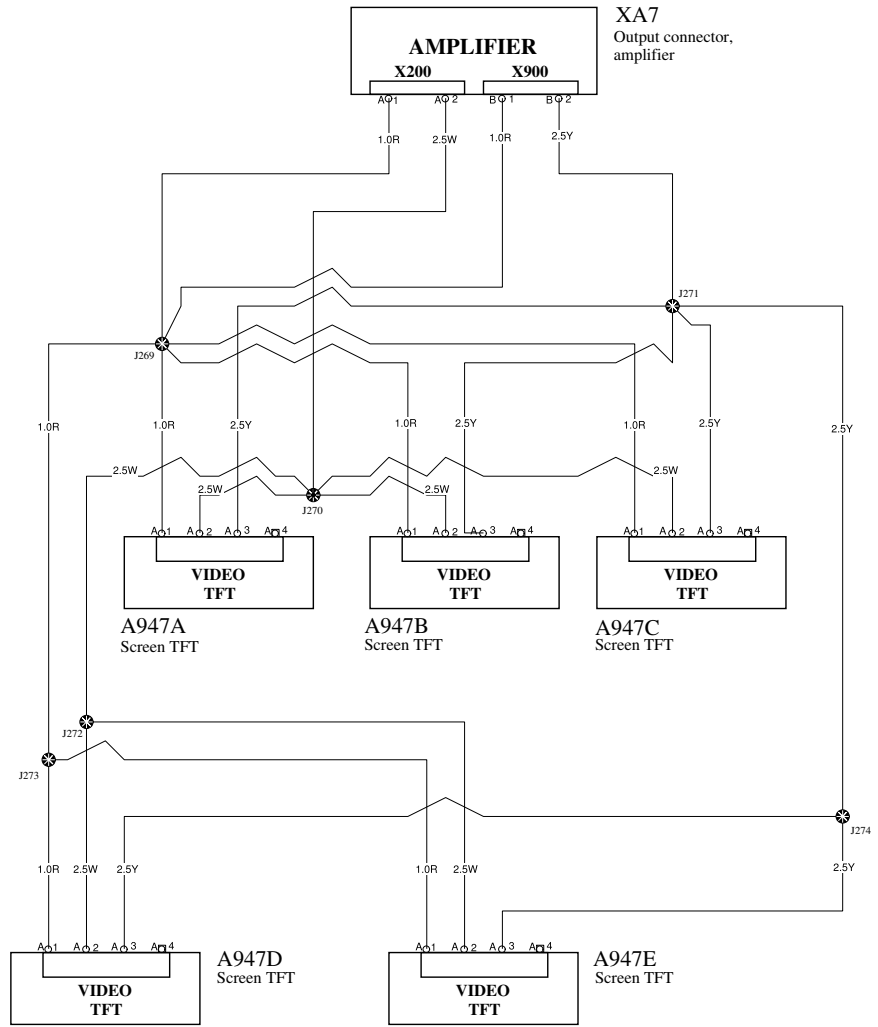 XA7
Output connector,
amplifier
AMPLIFIER
X200 X900
A 1 A 2 B 1 B 2
1.0R 2.5W 1.0R 2.5Y
J271
J269
1.0R 1.0R 2.5Y 1.0R 2.5Y 1.0R 2.5Y 2.5Y
2.5W 2.5W
2.5W 2.5W
J270
A 1 A 2 A 3 A 4 A 1 A 2 A 3 A 4 A 1 A 2 A 3 A 4
VIDEO VIDEO VIDEO
TFT TFT TFT
A947A A947B A947C
Screen TFT Screen TFT Screen TFT
J272
J273
J274
1.0R 2.5W 2.5Y 1.0R 2.5W 2.5Y
A 1 A 2 A 3 A 4 A 1 A 2 A 3 A 4
A947D A947E
Screen TFT Screen TFT
VIDEO VIDEO
TFT TFT